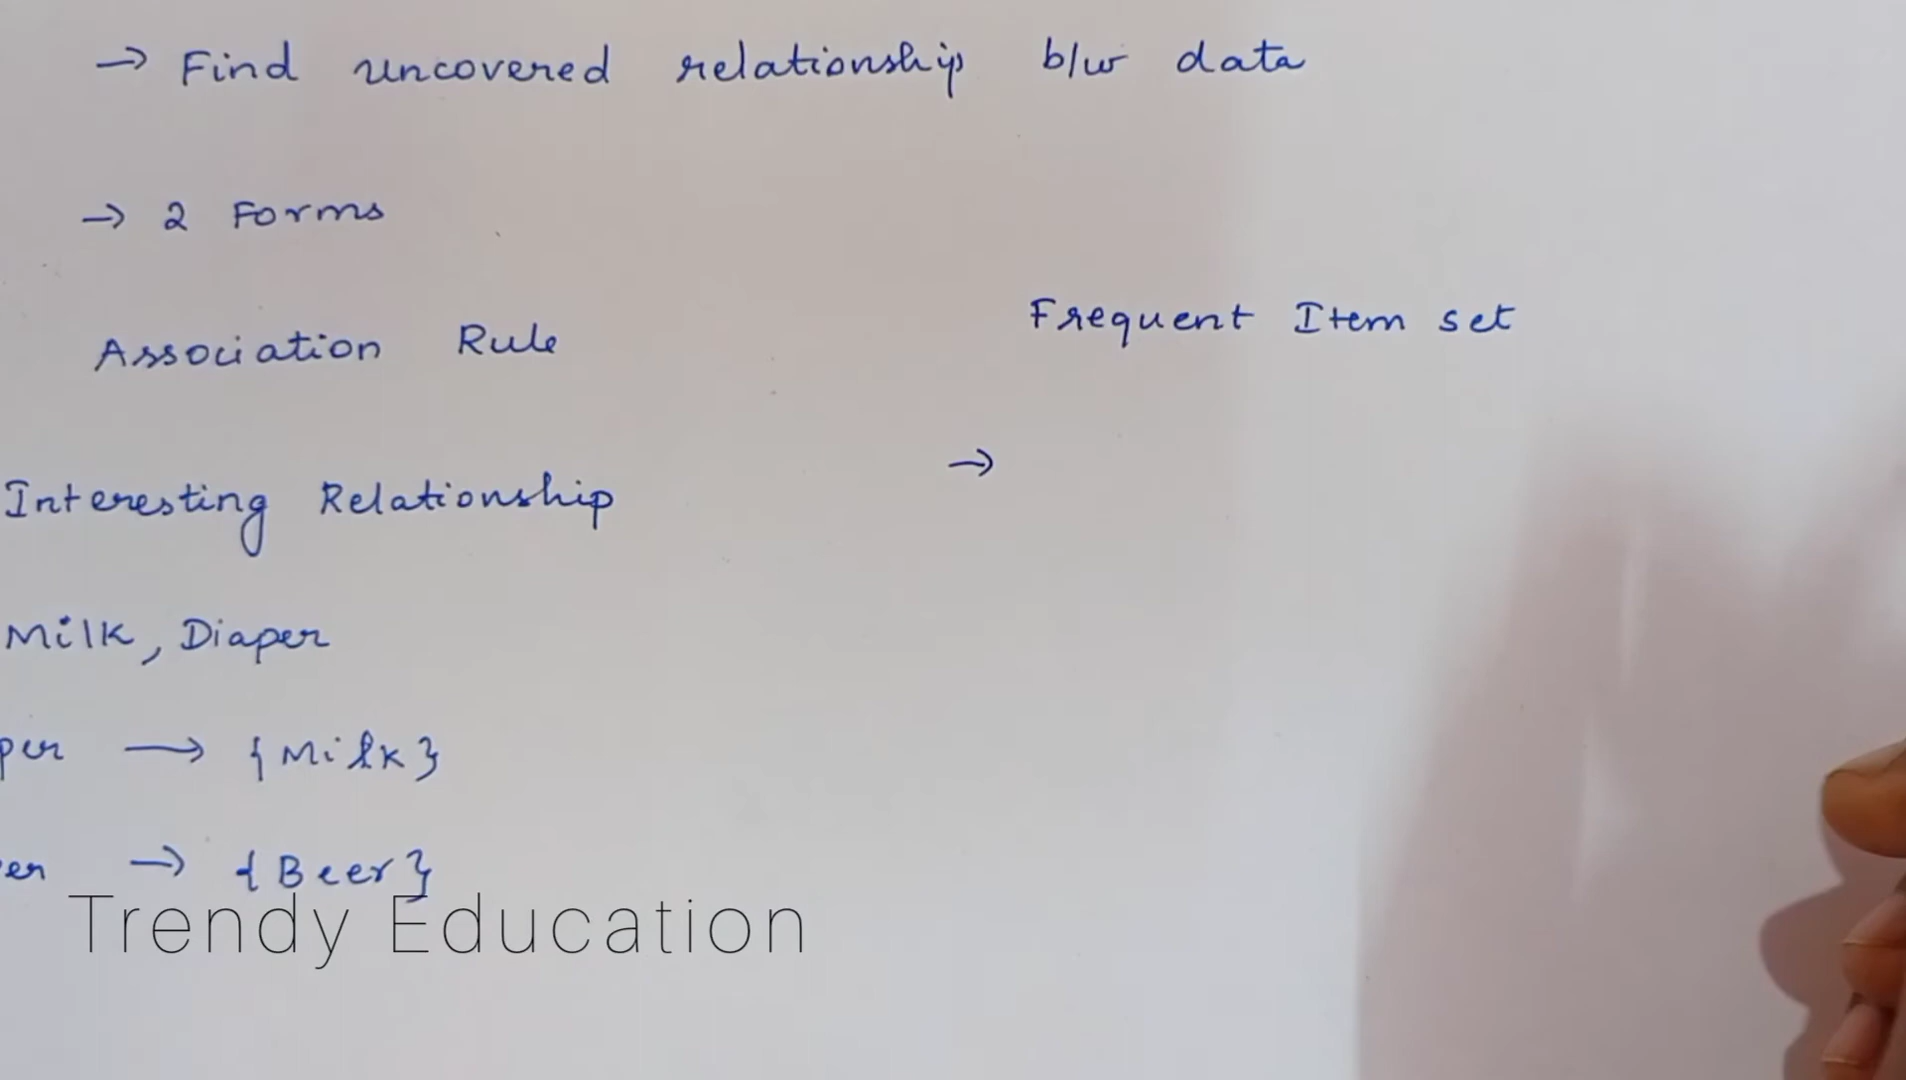 → Find uncovered relationship b/w data
→ 2 Forms
Association Rule
Frequent Item set
Interesting Relationship
→
Milk, Diaper
per → {Milk}
er → {Beer}
Trendy Education